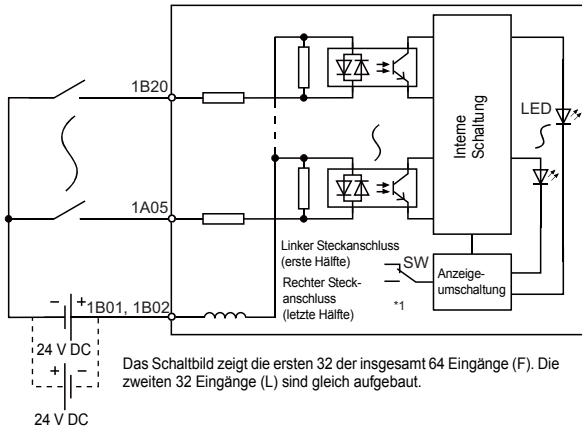 1B20
LED
Interne
Schaltung
1A05
Linker Steckanschluss
(erste Hälfte)
SW
Rechter Steck-
anschluss
(letzte Hälfte)
*1
Anzeige-
umschaltung
− +
1B01, 1B02
24 V DC
+ −
24 V DC
Das Schaltbild zeigt die ersten 32 der insgesamt 64 Eingänge (F). Die
zweiten 32 Eingänge (L) sind gleich aufgebaut.